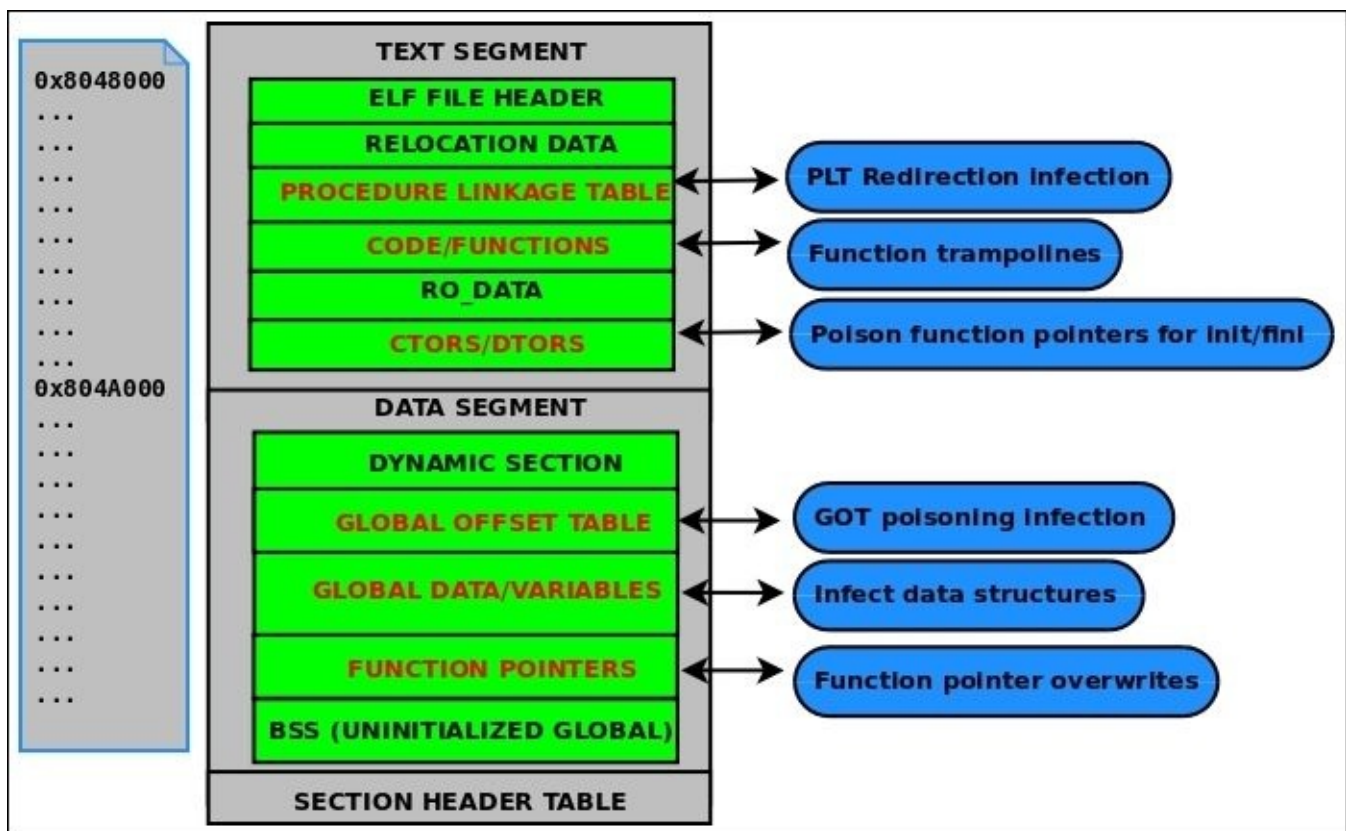 0x8048000
...
...
...
...
...
...
...
...
...
0x804A000
...
...
...
...
...
...
...
...
...
...
TEXT SEGMENT
ELF FILE HEADER
RELOCATION DATA
PROCEDURE LINKAGE TABLE
PLT Redirection infection
CODE/FUNCTIONS
Function trampolines
RO_DATA
CTORS/DTORS
Poison function pointers for init/fini
DATA SEGMENT
DYNAMIC SECTION
GLOBAL OFFSET TABLE
GOT poisoning infection
GLOBAL DATA/VARIABLES
Infect data structures
FUNCTION POINTERS
Function pointer overwrites
BSS (UNINITIALIZED GLOBAL)
SECTION HEADER TABLE